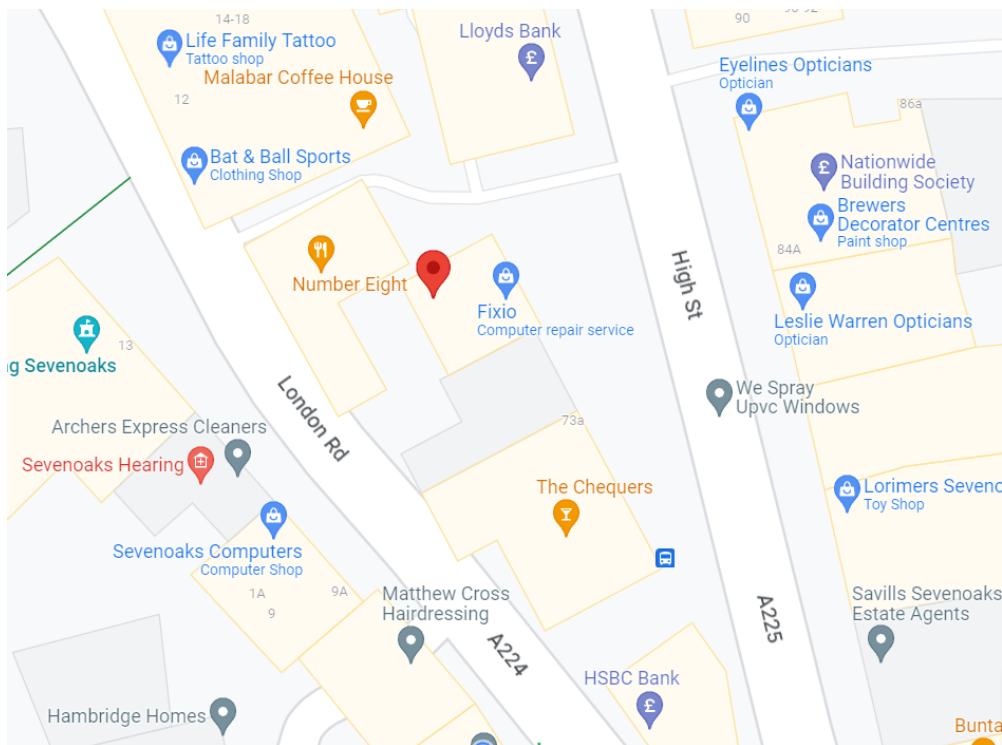 14-18
90
90-92
Life Family Tattoo
Tattoo shop
Lloyds Bank
£
Malabar Coffee House
Eyelines Opticians
Optician
12
86a
Bat & Ball Sports
Clothing Shop
£
Nationwide
Building Society
Brewers
Decorator Centres
Paint shop
84A
Number Eight
High St
Fixio
Computer repair service
Leslie Warren Opticians
Optician
13
g Sevenoaks
London Rd
We Spray
Upvc Windows
73a
Archers Express Cleaners
Sevenoaks Hearing
The Chequers
Lorimers Seveno
Toy Shop
Sevenoaks Computers
Computer Shop
1A
9A
9
Matthew Cross
Hairdressing
A225
Savills Sevenoaks
Estate Agents
A224
HSBC Bank
£
Hambridge Homes
Bunta